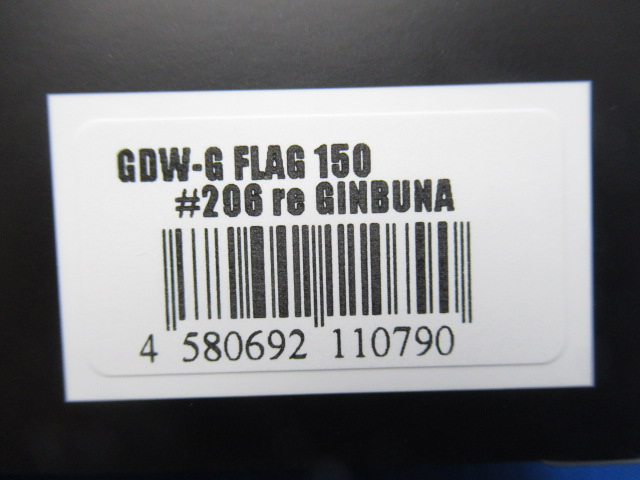 GDW-G FLAG 150
#206 re GINBUNA
4 580692 110790